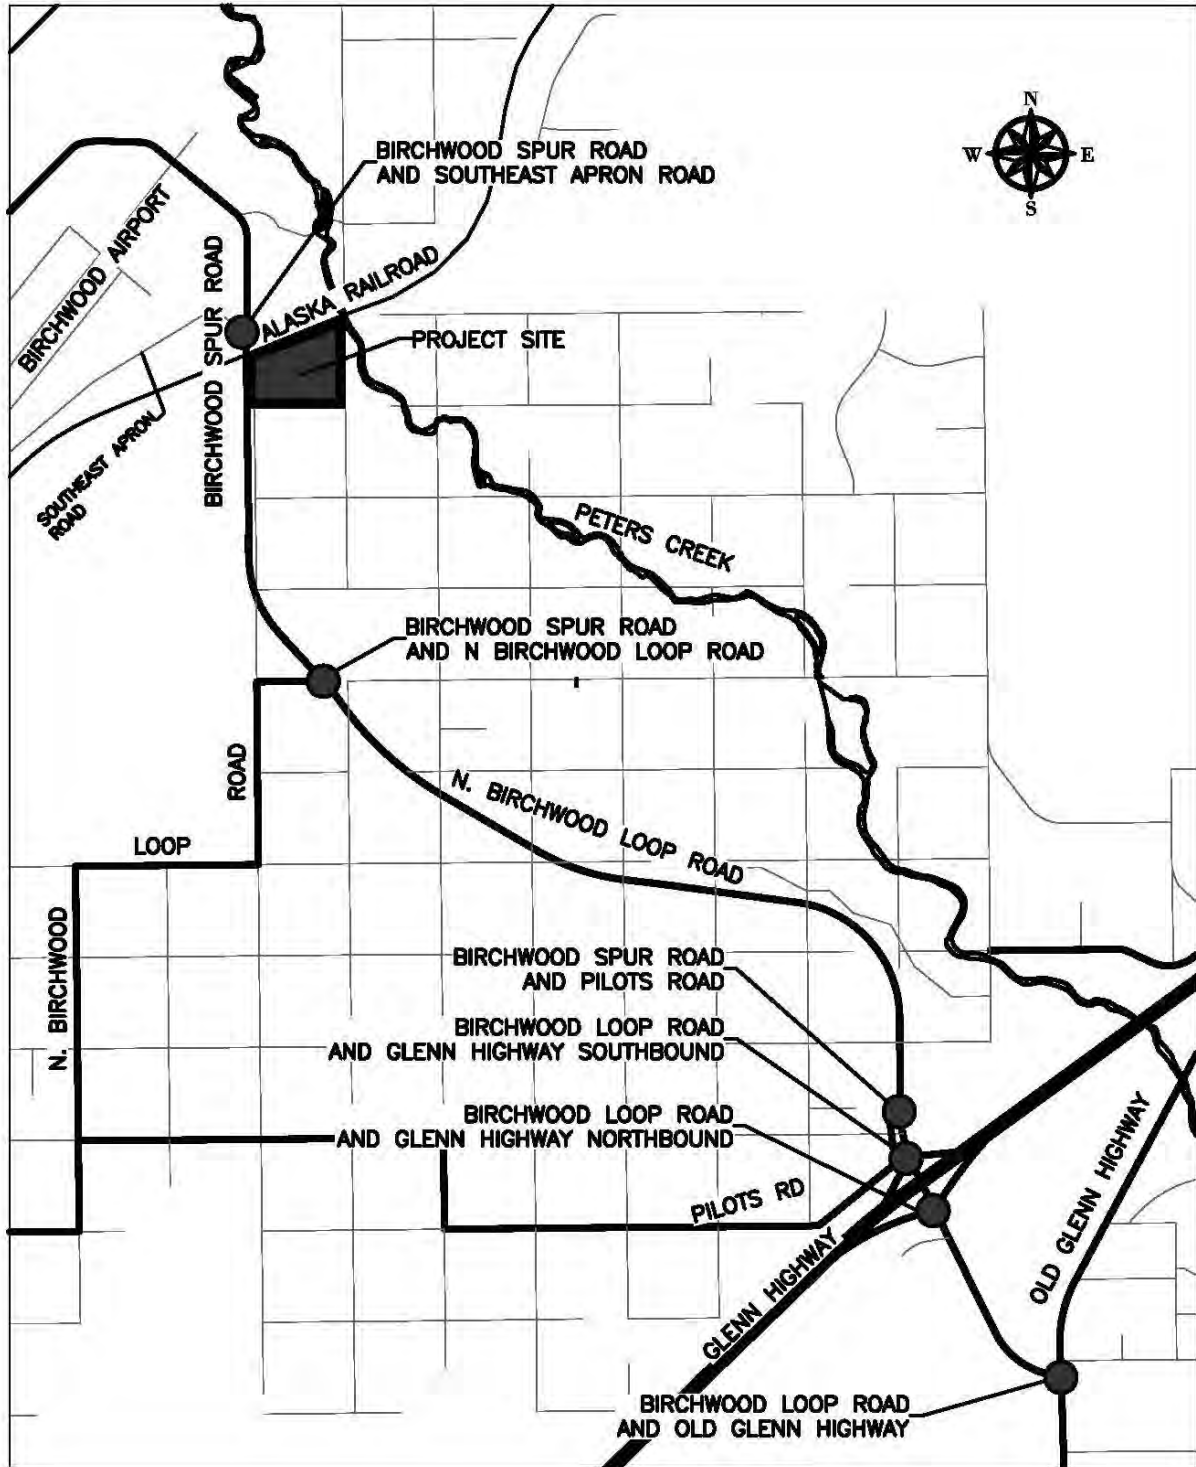 N
W E
S
BIRCHWOOD SPUR ROAD
AND SOUTHEAST APRON ROAD
BIRCHWOOD AIRPORT
BIRCHWOOD SPUR ROAD
ALASKA RAILROAD
PROJECT SITE
SOUTHEAST APRON
ROAD
PETERS CREEK
BIRCHWOOD SPUR ROAD
AND N BIRCHWOOD LOOP ROAD
ROAD
N. BIRCHWOOD LOOP ROAD
LOOP
N. BIRCHWOOD
BIRCHWOOD SPUR ROAD
AND PILOTS ROAD
BIRCHWOOD LOOP ROAD
AND GLENN HIGHWAY SOUTHBOUND
BIRCHWOOD LOOP ROAD
AND GLENN HIGHWAY NORTHBOUND
PILOTS RD
GLENN HIGHWAY
OLD GLENN HIGHWAY
BIRCHWOOD LOOP ROAD
AND OLD GLENN HIGHWAY